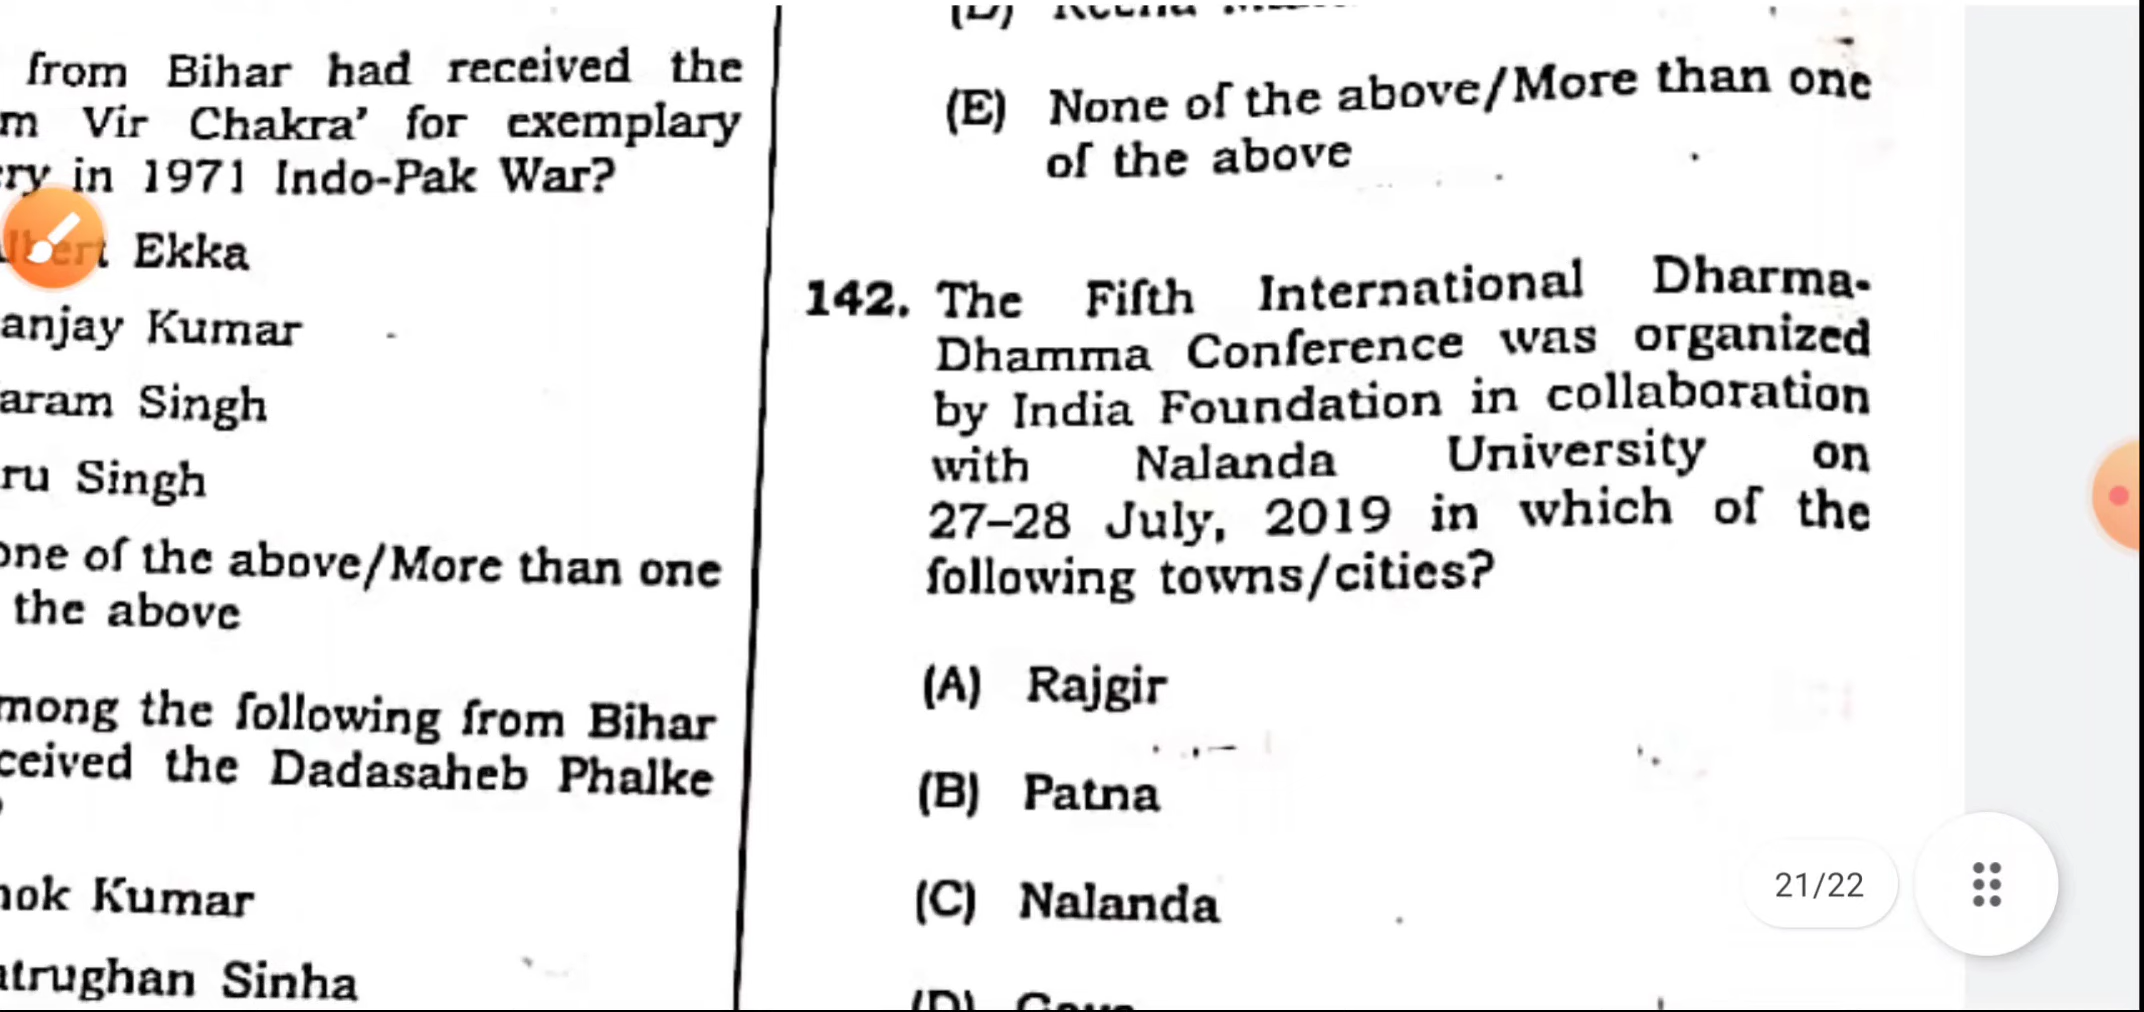 from Bihar had received the
Vir Chakra’ for exemplary
in 1971 Indo-Pak War?
Ekka
anjay Kumar
aram Singh
ru Singh
one of the above/More than one
the above
mong the following from Bihar
ceived the Dadasaheb Phalke
hok Kumar
atrughan Sinha
(E) None of the above/More than one
of the above
142. The Fifth International Dharma-
Dhamma Conference was organized
by India Foundation in collaboration
with Nalanda University on
27–28 July, 2019 in which of the
following towns/cities?
(A) Rajgir
(B) Patna
(C) Nalanda
21/22